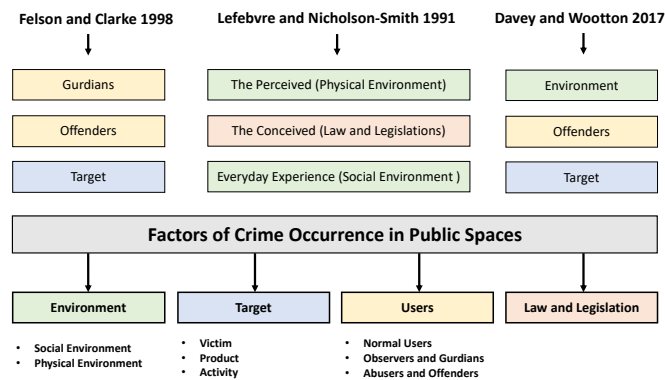 Felson and Clarke 1998
Lefebvre and Nicholson-Smith 1991
Davey and Wootton 2017
Gurdians
The Perceived (Physical Environment)
Environment
Offenders
The Conceived (Law and Legislations)
Offenders
Target
Everyday Experience (Social Environment )
Target
Factors of Crime Occurrence in Public Spaces
Environment
Target
Users
Law and Legislation
• Social Environment
• Physical Environment
• Victim
• Product
• Activity
• Normal Users
• Observers and Gurdians
• Abusers and Offenders